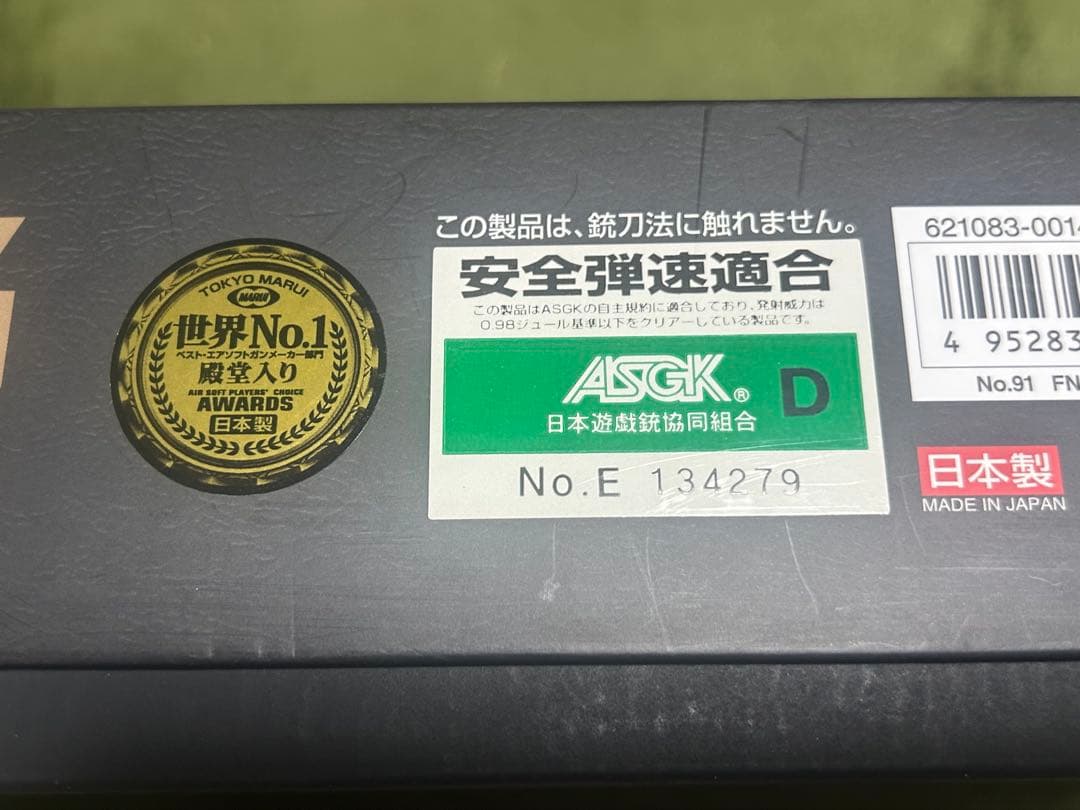 TOKYO MARUI
MARUI
世界No.1
ベスト・エアソフトガンメーカー部門
殿堂入り
AIR SOFT PLAYERS' CHOICE
AWARDS
日本製
この製品は、銃刀法に触れません。
安全弾速適合
この製品はASGKの自主規約に適合しており、発射威力は
0.98ジュール基準以下をクリアーしている製品です。
ASGK® D
日本遊戯銃協同組合
No.E 134279
621083-0014
4 95283
No.91 FN
日本製
MADE IN JAPAN